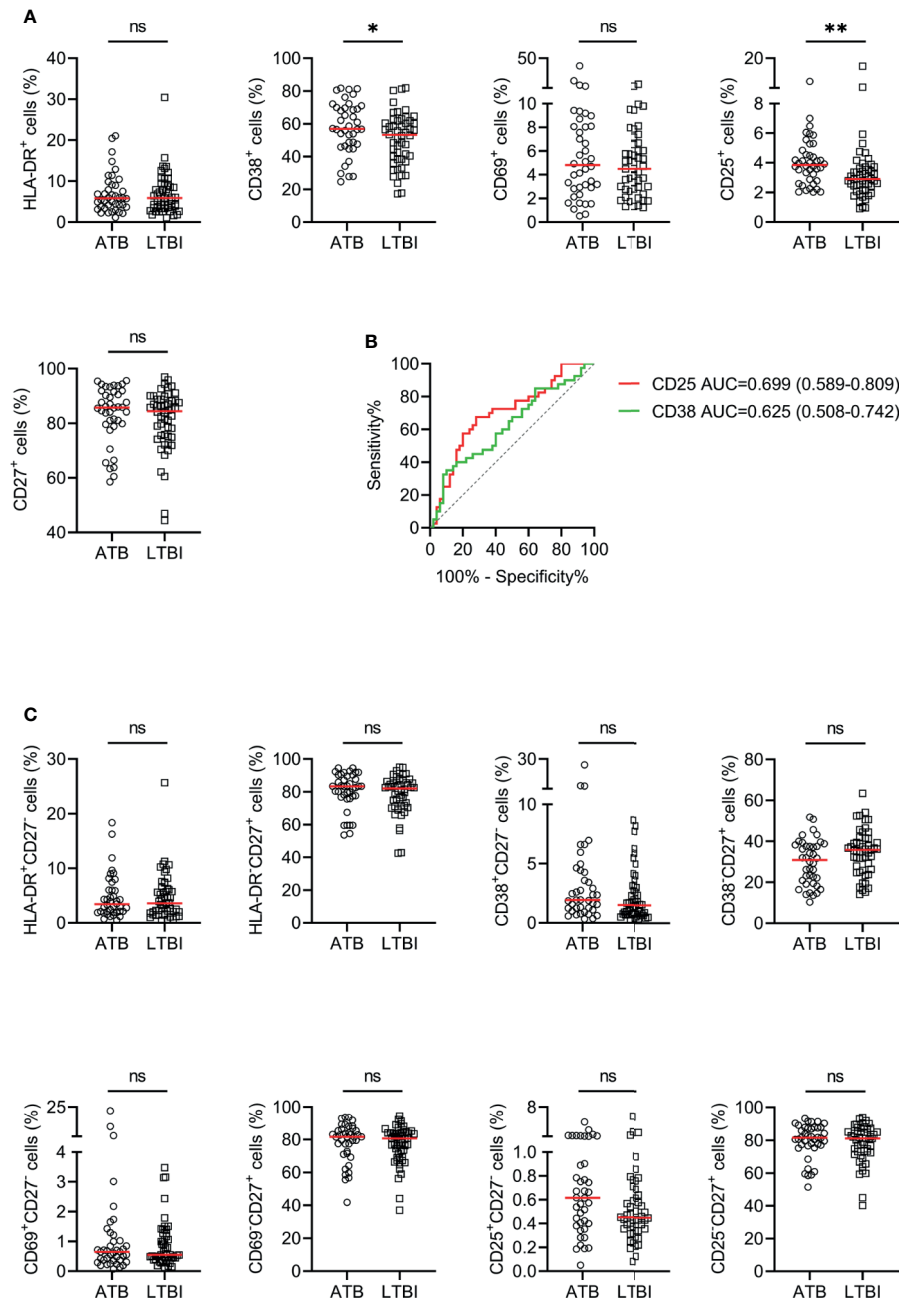 A
ns
HLA-DR+ cells (%)
40
30
20
10
0
ATB LTBI
*
CD38+ cells (%)
100
80
60
40
20
0
ATB LTBI
ns
CD69+ cells (%)
50
10
8
6
4
2
0
ATB LTBI
**
CD25+ cells (%)
20
8
6
4
2
0
ATB LTBI
ns
CD27+ cells (%)
100
80
60
40
ATB LTBI
B
Sensitivity%
100
80
60
40
20
0
0 20 40 60 80 100
100% - Specificity%
CD25 AUC=0.699 (0.589-0.809)
CD38 AUC=0.625 (0.508-0.742)
C
ns
HLA-DR+CD27- cells (%)
30
20
10
0
ATB LTBI
ns
HLA-DR-CD27+ cells (%)
100
80
60
40
20
0
ATB LTBI
ns
CD38+CD27- cells (%)
30
10
5
0
ATB LTBI
ns
CD38-CD27+ cells (%)
80
60
40
20
0
ATB LTBI
ns
CD69+CD27- cells (%)
25
4
3
2
1
0
ATB LTBI
ns
CD69-CD27+ cells (%)
100
80
60
40
20
0
ATB LTBI
ns
CD25+CD27- cells (%)
8
1.0
0.8
0.6
0.4
0.2
0.0
ATB LTBI
ns
CD25-CD27+ cells (%)
100
80
60
40
20
0
ATB LTBI